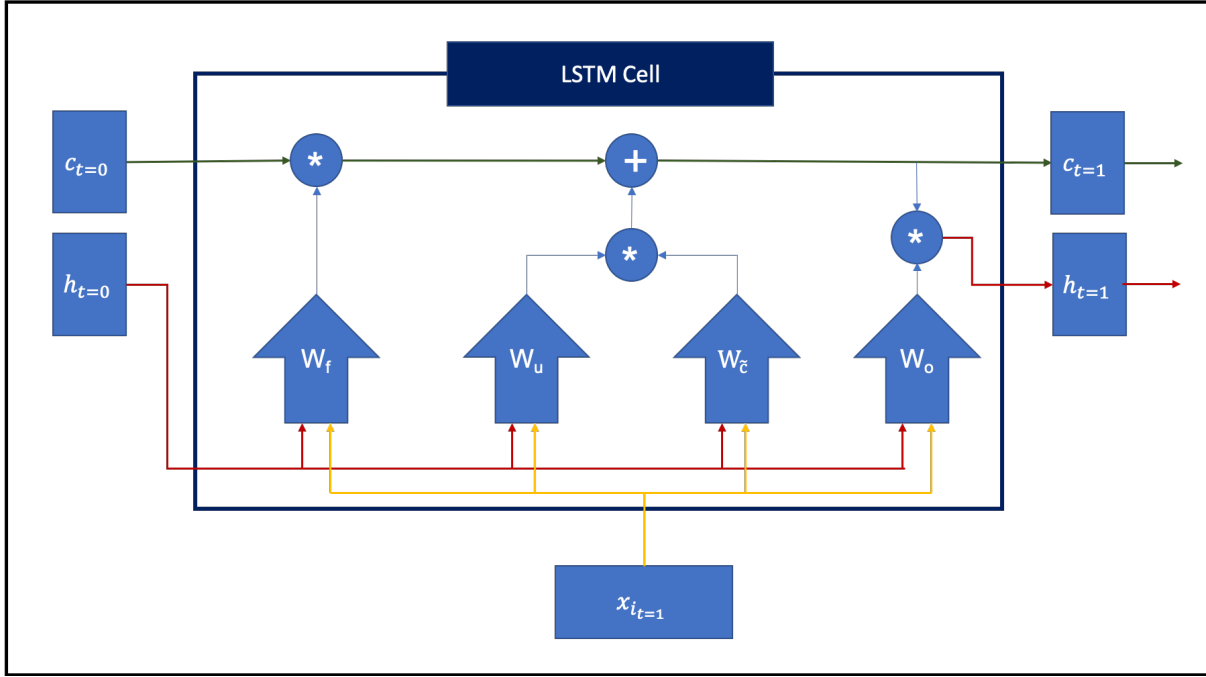 LSTM Cell
c_{t=0}
*
+
c_{t=1}
h_{t=0}
*
*
h_{t=1}
W_f
W_u
W_c̃
W_o
x_{i_{t=1}}